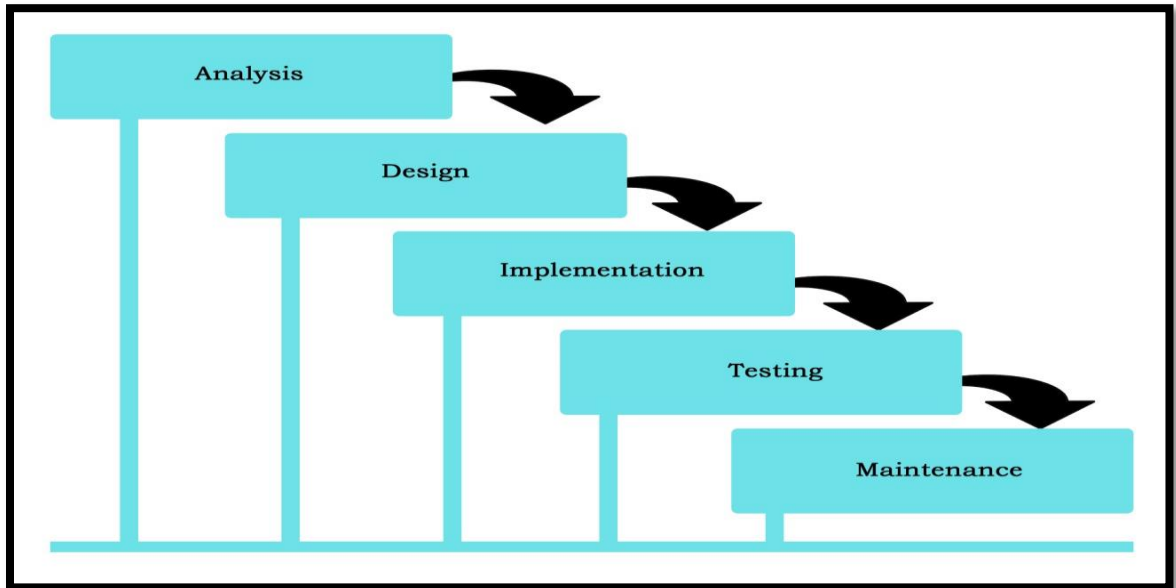 Analysis
Design
Implementation
Testing
Maintenance